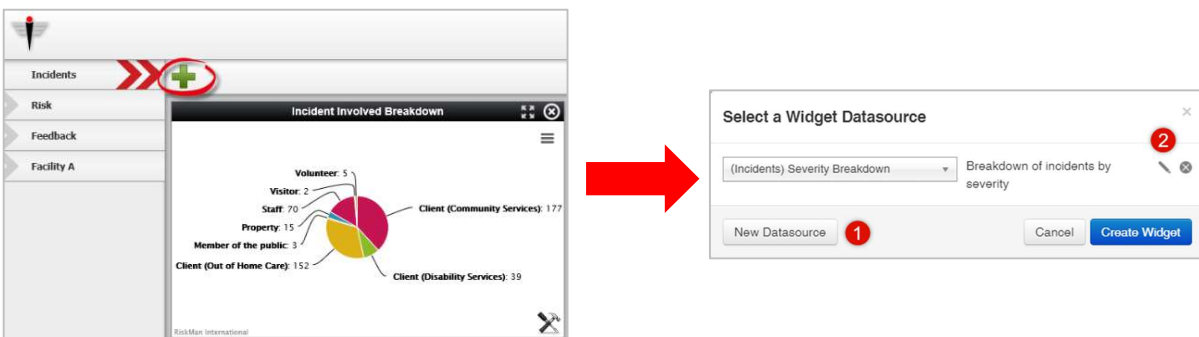 Incidents
Risk
Feedback
Facility A
Incident Involved Breakdown
Volunteer: 5
Visitor: 2
Staff: 70
Client (Community Services): 177
Property: 15
Member of the public: 3
Client (Out of Home Care): 152
Client (Disability Services): 39
RiskMan International
Select a Widget Datasource
2
(Incidents) Severity Breakdown
Breakdown of incidents by
severity
New Datasource
1
Cancel
Create Widget